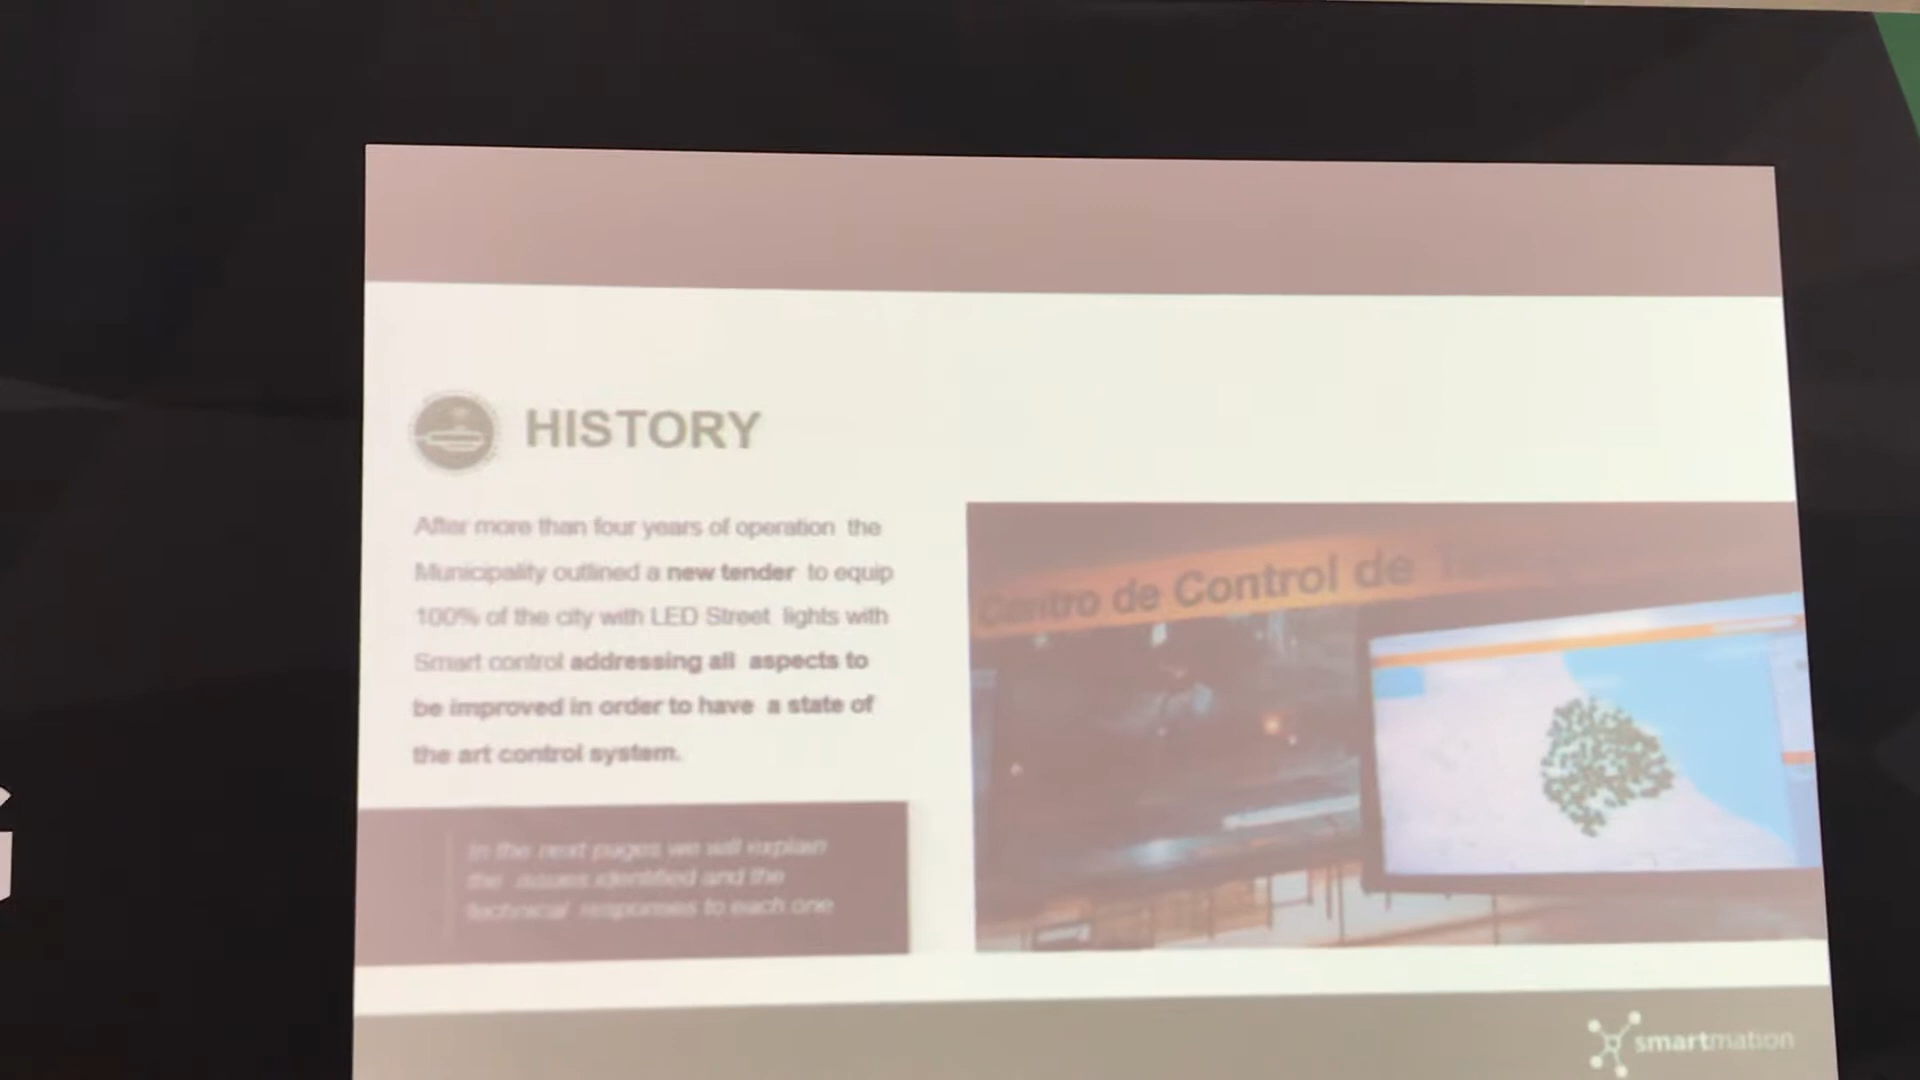 HISTORY
After more than four years of operation the
Municipality outlined a new tender to equip
100% of the city with LED Street lights with
Smart control addressing all aspects to
be improved in order to have a state of
the art control system.
In the next pages we will explain
the issues identified and the
technical responses to each one
Centro de Control de
smartmation